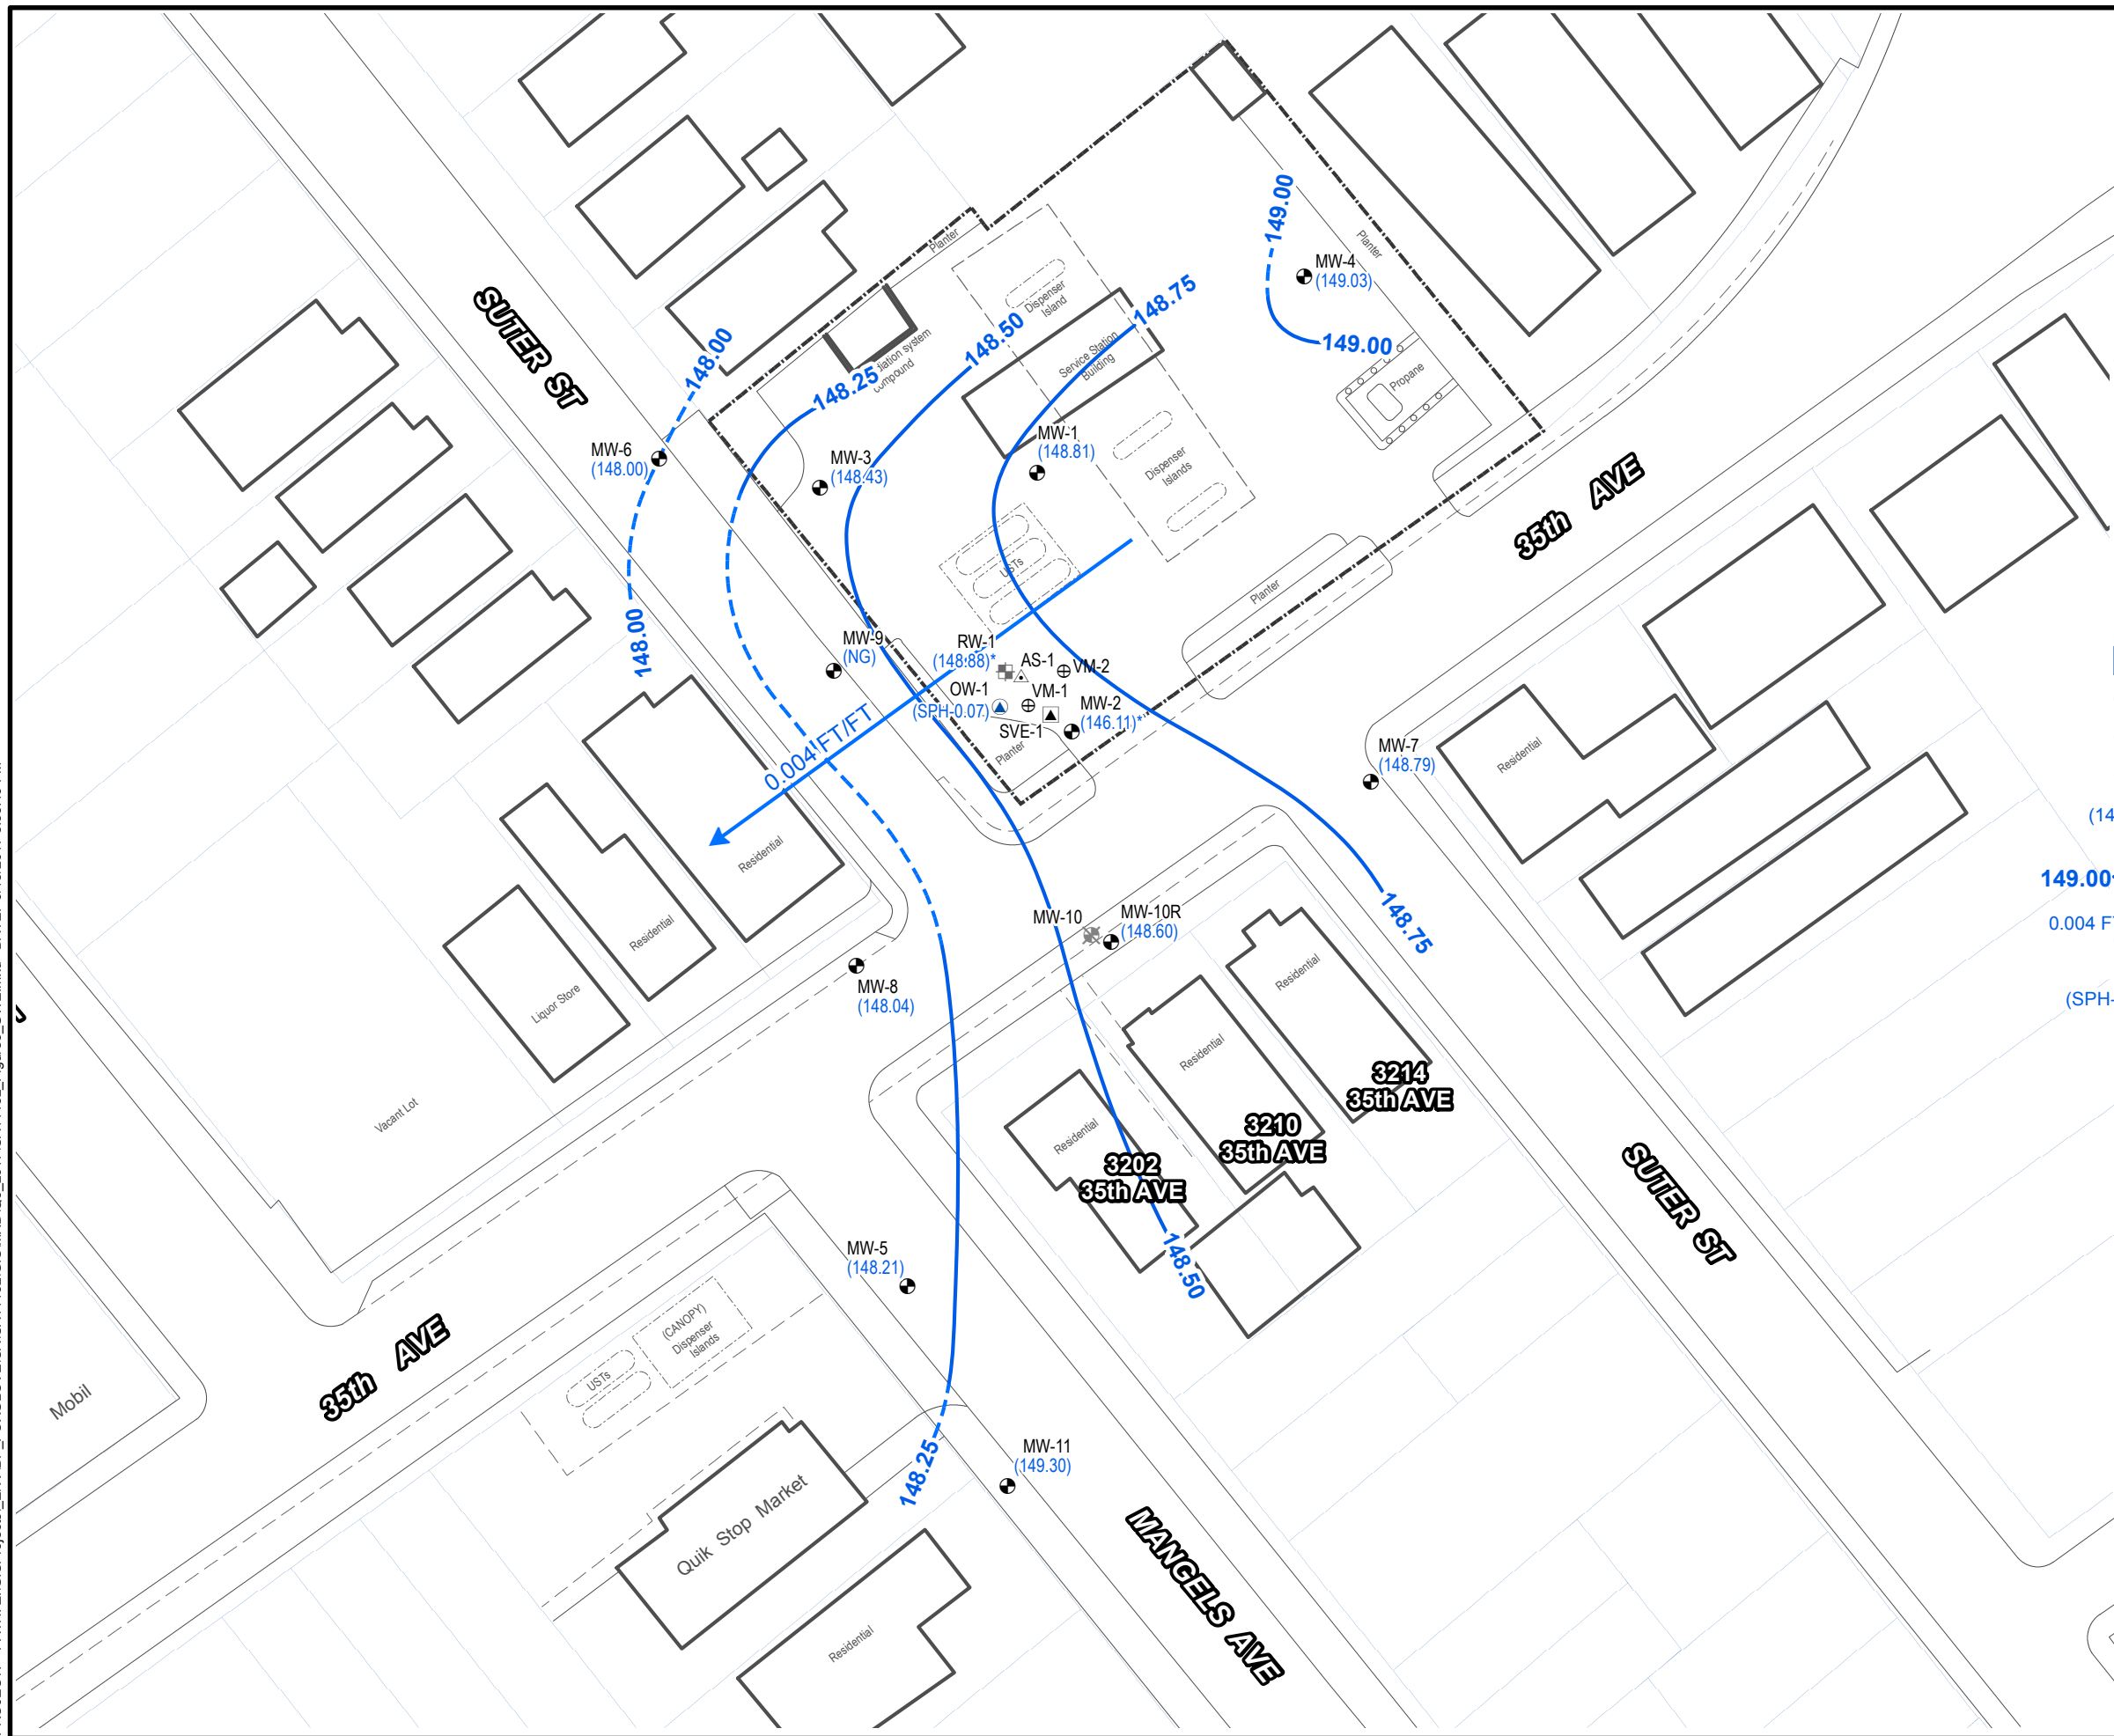 SUTER ST
148.00
148.25
148.50
148.75
149.00
MW-4
(149.03)
149.00
Planter
Planter
Dispenser
Island
Service Station
Building
Propane
MW-6
(148.00)
MW-3
(148.43)
MW-1
(148.81)
Dispenser
Islands
USTs
35th AVE
Planter
148.00
MW-9
(NG)
RW-1
(148.88)*
AS-1
VM-2
OW-1
(SPH-0.07)
VM-1
SVE-1
MW-2
(146.11)*
Planter
MW-7
(148.79)
Residential
0.004 FT/FT
Residential
Residential
Liquor Store
Vacant Lot
MW-8
(148.04)
MW-10
MW-10R
(148.60)
148.75
(14
149.00
0.004 F
(SPH-
Residential
Residential
Residential
3214
35th AVE
3210
35th AVE
3202
35th AVE
148.50
SUTER ST
MW-5
(148.21)
(CANOPY)
Dispenser
Islands
USTs
35th AVE
Mobil
148.25
MW-11
(149.30)
Quik Stop Market
MANGELS AVE
Residential